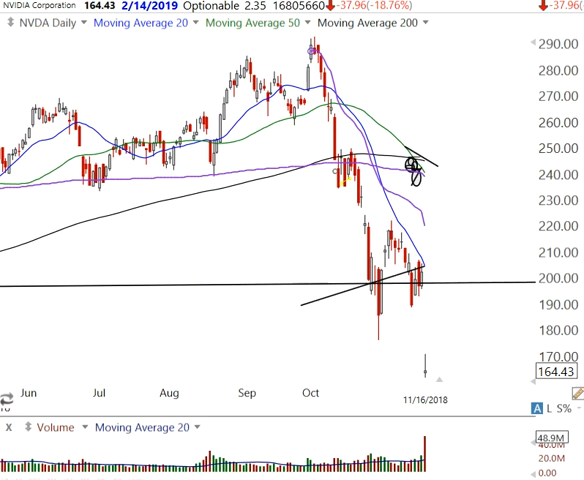 NVIDIA Corporation 164.43 2/14/2019 Optionable 2.35 16805660 -37.96(-18.76%) -37.96(
NVDA Daily Moving Average 20 Moving Average 50 Moving Average 200
290.00
280.00
270.00
260.00
250.00
240.00
230.00
220.00
210.00
200.00
190.00
180.00
170.00
164.43
Jun Jul Aug Sep Oct 11/16/2018
A L S%
X Volume Moving Average 20
48.9M
40.0M
20.0M
0.00